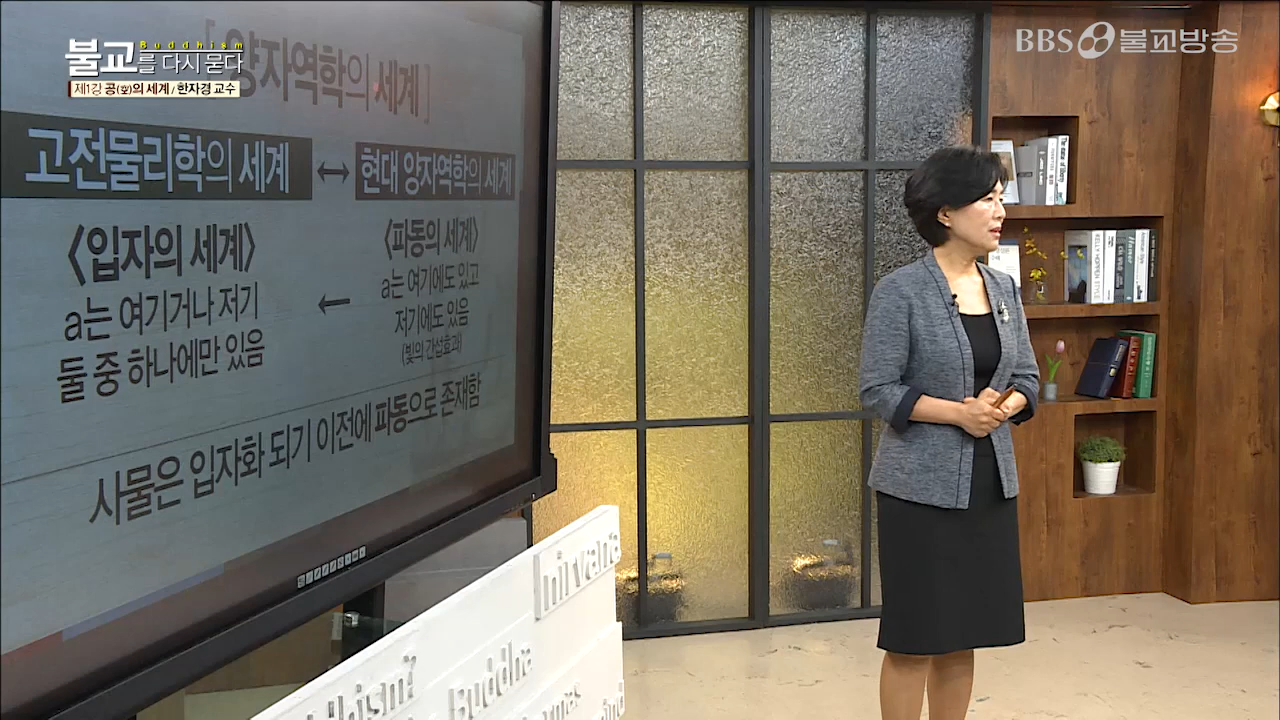 Buddhism
불교를 다시 묻다
제1강 공(空)의 세계 / 한자경 교수
BBS 불교방송
[양자역학의 세계]
고전물리학의 세계 ↔ 현대 양자역학의 세계
〈입자의 세계〉
a는 여기거나 저기
둘 중 하나에만 있음
←
〈파동의 세계〉
a는 여기에도 있고
저기에도 있음
(빛의 간섭효과)
사물은 입자화 되기 이전에 파동으로 존재함
nirvana
Buddha
KELLY HOPPEN STYLE